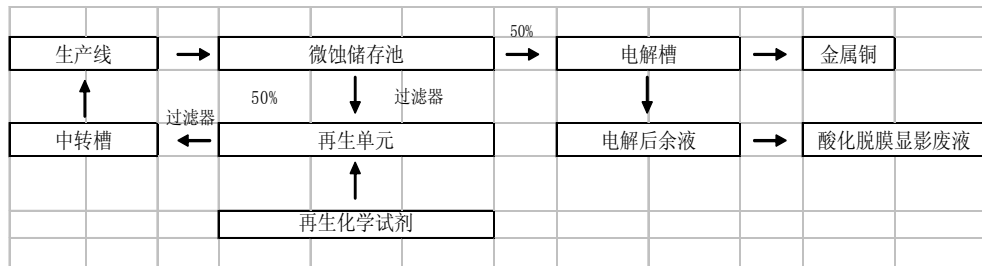 50%
生产线
微蚀储存池
电解槽
金属铜
50%
过滤器
过滤器
中转槽
再生单元
电解后余液
酸化脱膜显影废液
再生化学试剂